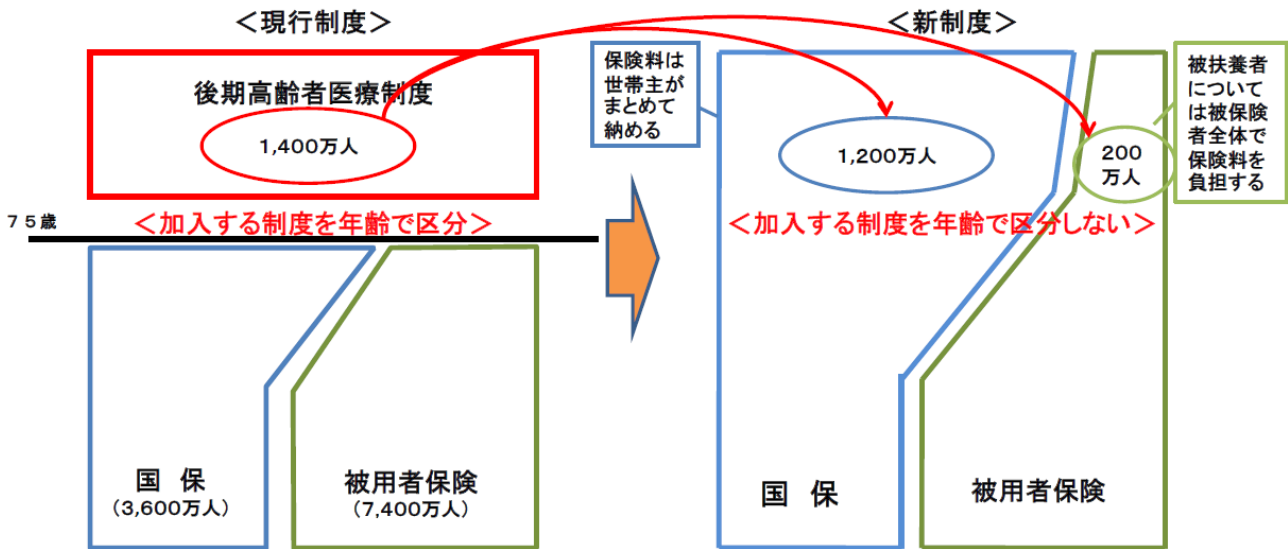 ＜現行制度＞
後期高齢者医療制度
1,400万人
７５歳
＜加入する制度を年齢で区分＞
国 保
(3,600万人)
被用者保険
(7,400万人)
＜新制度＞
保険料は
世帯主が
まとめて
納める
1,200万人
200
万人
被扶養者
について
は被保険
者全体で
保険料を
負担する
＜加入する制度を年齢で区分しない＞
国 保
被用者保険